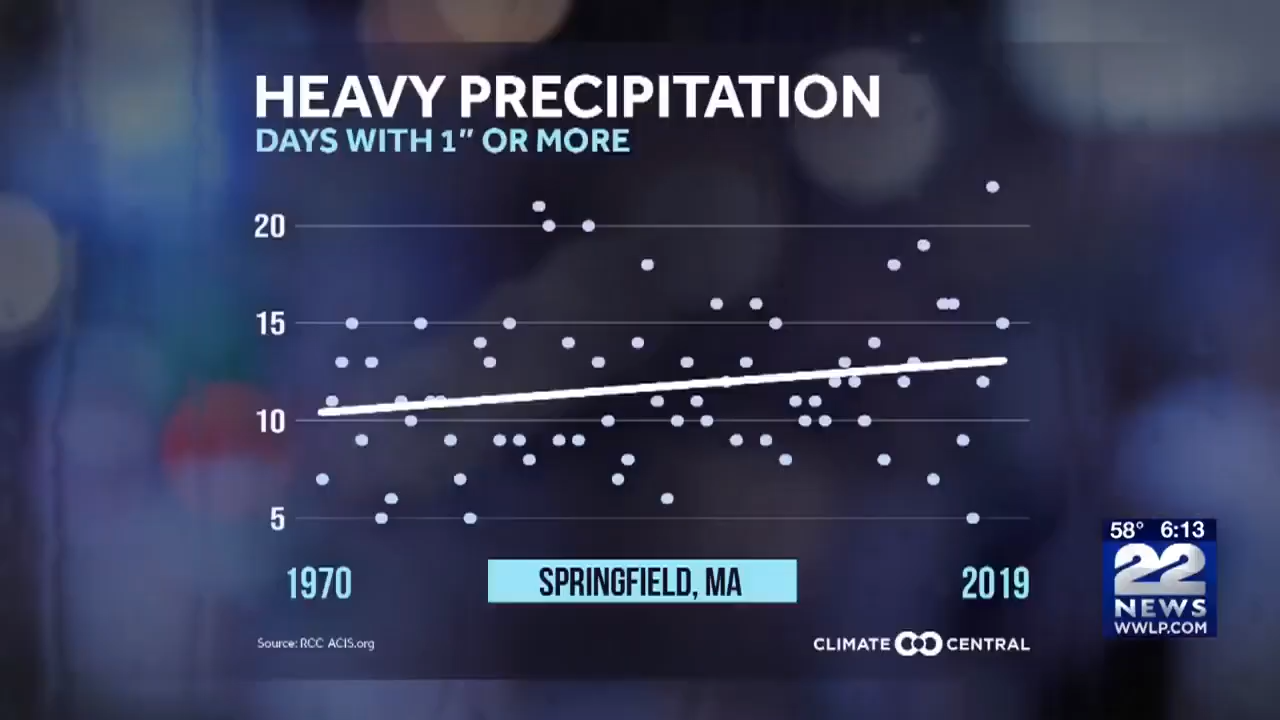 HEAVY PRECIPITATION
DAYS WITH 1" OR MORE
20
15
10
5
1970
SPRINGFIELD, MA
2019
Source: RCC ACIS.org
CLIMATE CENTRAL
58° 6:13
22
NEWS
WWLP.COM